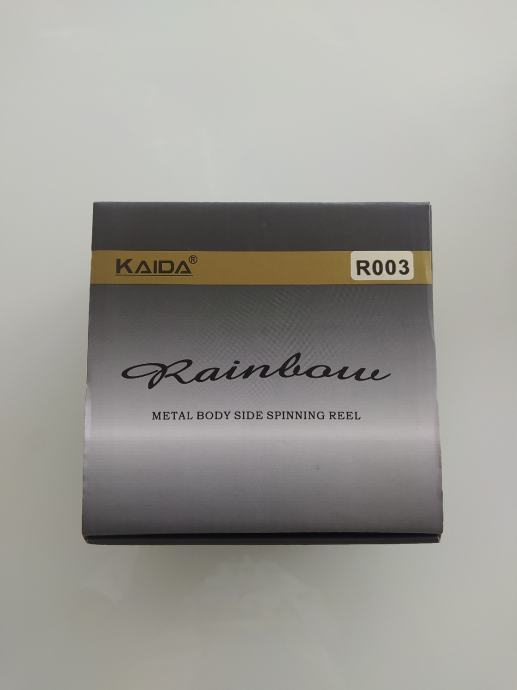 KAIDA® R003
Rainbow
METAL BODY SIDE SPINNING REEL